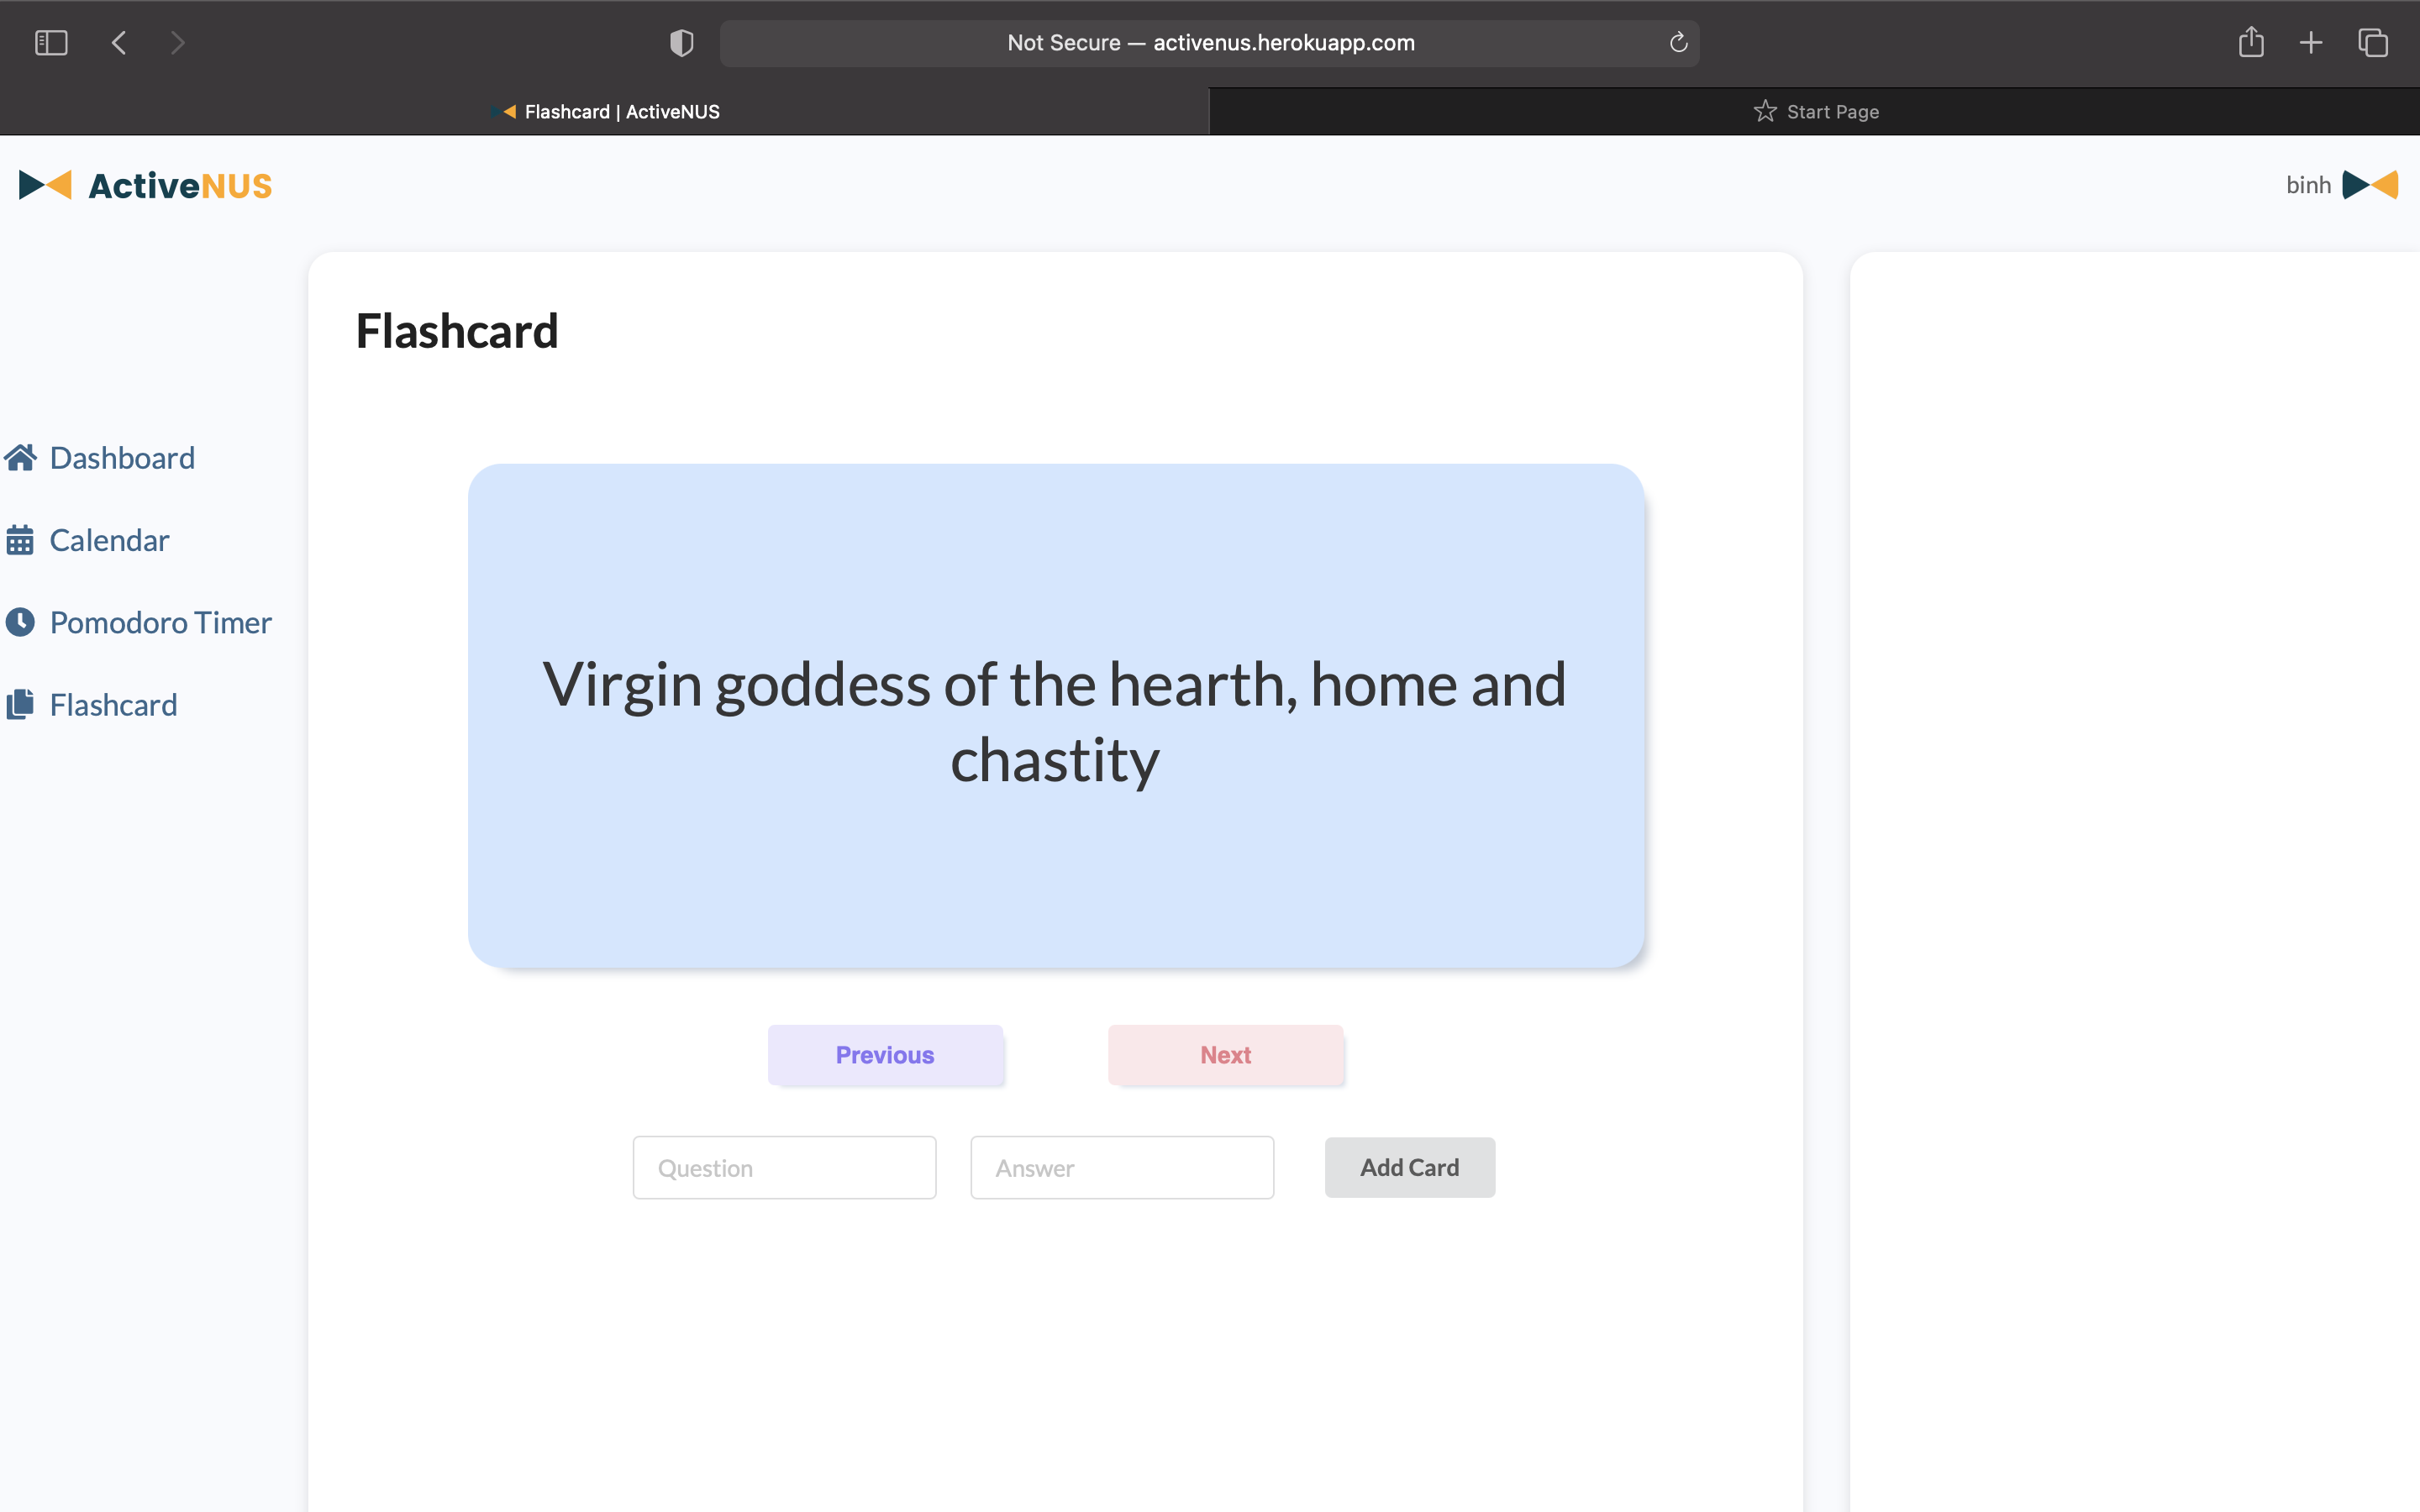 Not Secure — activenus.herokuapp.com
Flashcard | ActiveNUS
Start Page
ActiveNUS
binh
Flashcard
Dashboard
Calendar
Pomodoro Timer
Flashcard
Virgin goddess of the hearth, home and
chastity
Previous
Next
Question
Answer
Add Card